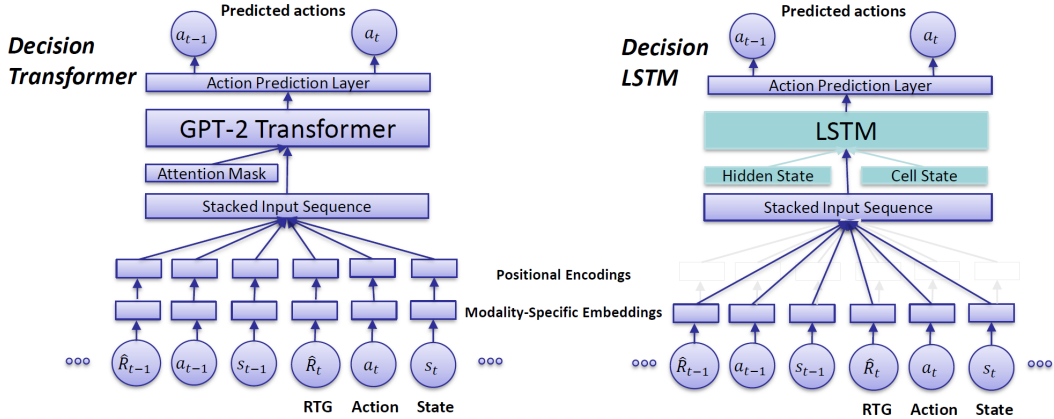 Predicted actions
Decision
Transformer
a_{t-1}
a_t
Action Prediction Layer
GPT-2 Transformer
Attention Mask
Stacked Input Sequence
R̂_{t-1}
a_{t-1}
s_{t-1}
R̂_t
a_t
s_t
RTG Action State
Positional Encodings
Modality-Specific Embeddings
Predicted actions
Decision
LSTM
a_{t-1}
a_t
Action Prediction Layer
LSTM
Hidden State
Cell State
Stacked Input Sequence
R̂_{t-1}
a_{t-1}
s_{t-1}
R̂_t
a_t
s_t
RTG Action State